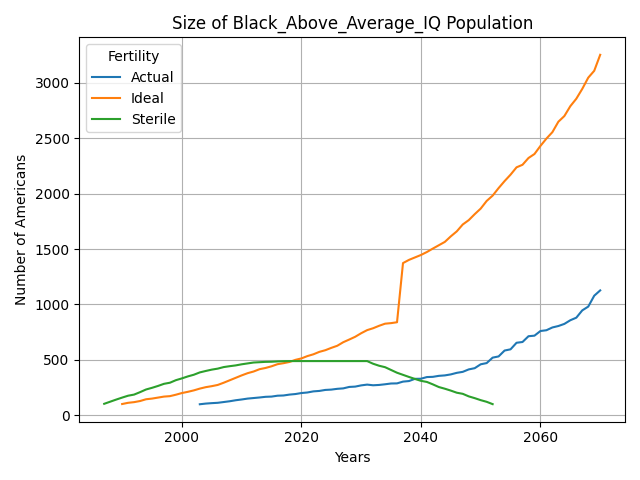 Size of Black_Above_Average_IQ Population
Fertility
Actual
Ideal
Sterile
Number of Americans
3000
2500
2000
1500
1000
500
0
2000
2020
2040
2060
Years